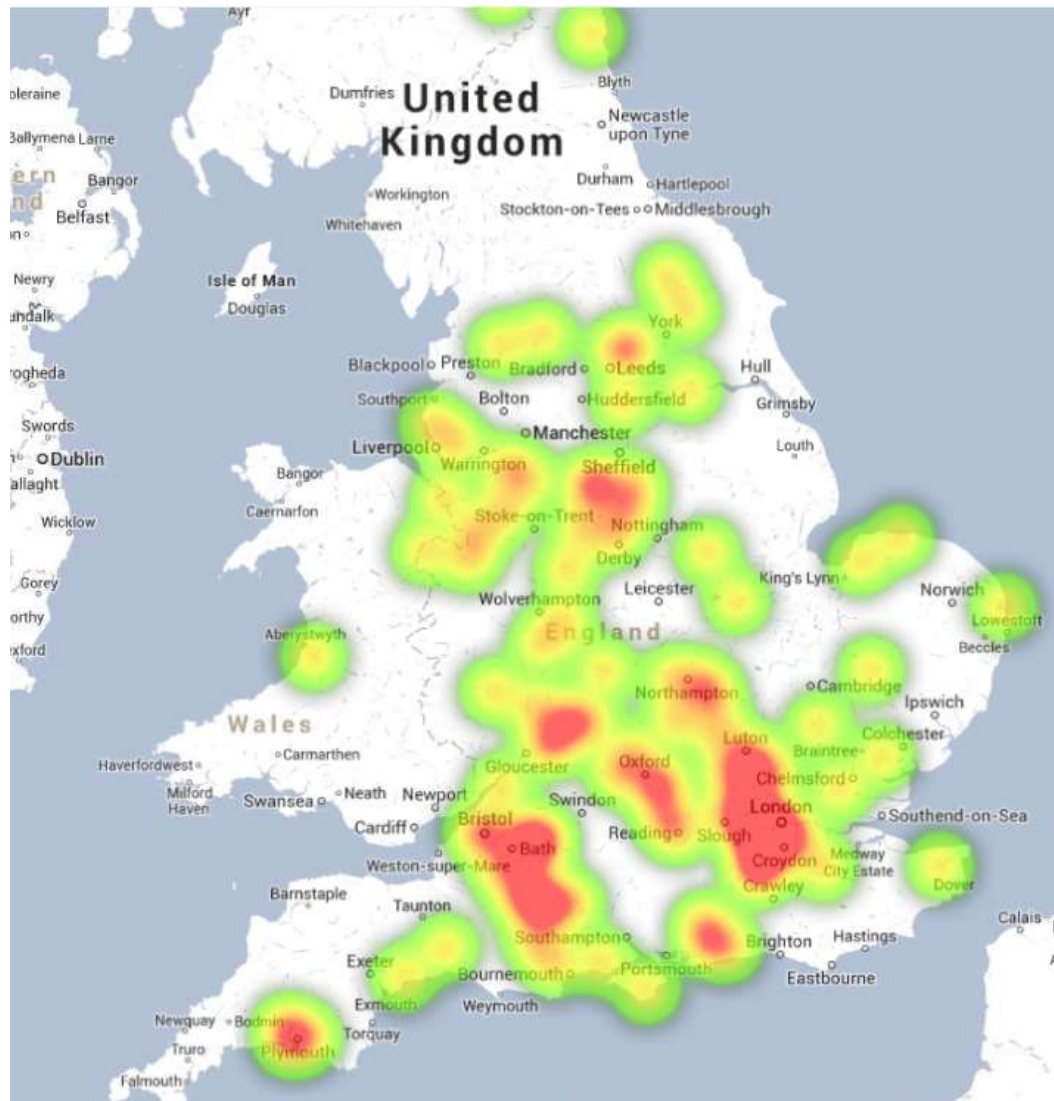 Ayr
oleraine
Dumfries
United
Kingdom
Blyth
Newcastle
upon Tyne
Ballymena Larne
ern
nd
Bangor
Belfast
Durham
Hartlepool
Workington
Stockton-on-Tees
Middlesbrough
Whitehaven
Newry
Isle of Man
Douglas
undalk
York
Blackpool
Preston
Bradford
Leeds
Hull
rogheda
Southport
Bolton
Huddersfield
Grimsby
Swords
Manchester
Louth
Dublin
Liverpool
Warrington
Sheffield
allaght
Bangor
Caernarfon
Wicklow
Stoke-on-Trent
Nottingham
Derby
Gorey
King's Lynn
Leicester
Norwich
Wolverhampton
Lowestoft
orthy
England
Beccles
exford
Aberystwyth
Northampton
Cambridge
Ipswich
Wales
Luton
Colchester
Braintree
Carmarthen
Haverfordwest
Gloucester
Oxford
Chelmsford
Milford
Haven
Neath
Swansea
Newport
Swindon
London
Southend-on-Sea
Cardiff
Bristol
Reading
Slough
Bath
Croydon
Medway
City Estate
Weston-super-Mare
Crawley
Dover
Barnstaple
Taunton
Calais
Southampton
Brighton
Hastings
Exeter
Bournemouth
Portsmouth
Eastbourne
Exmouth
Weymouth
Newquay
Bodmin
Torquay
Plymouth
Truro
Falmouth